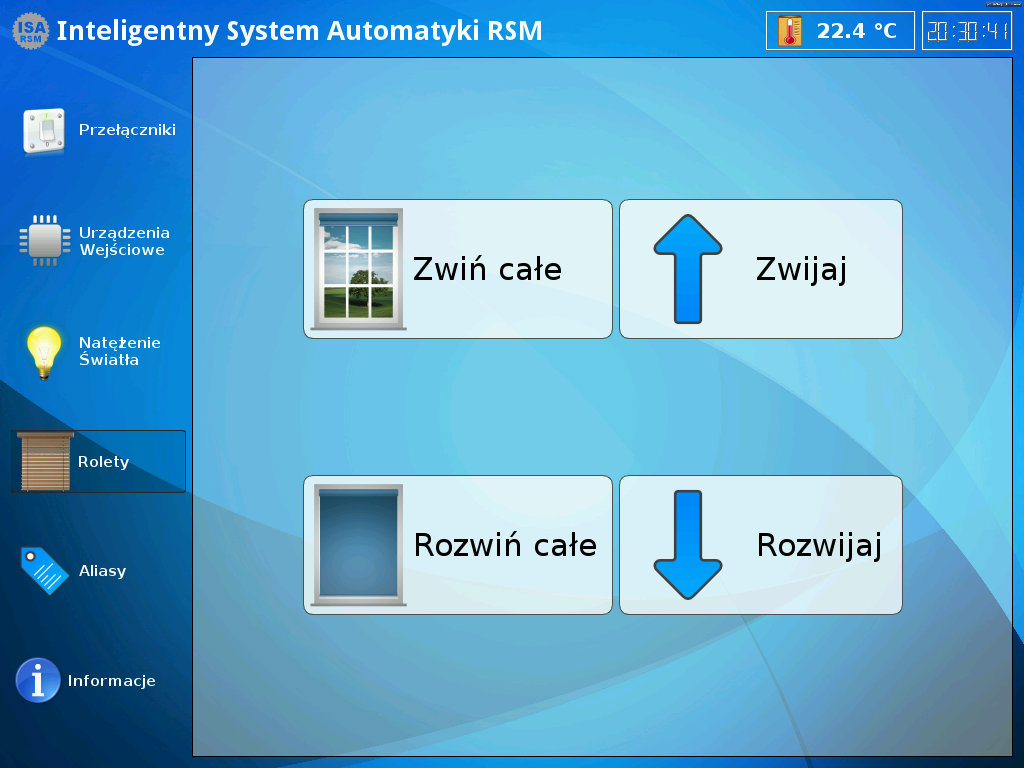 ISA
RSM
Inteligentny System Automatyki RSM
22.4 °C
20:30:41
Przełączniki
Urządzenia
Wejściowe
Natężenie
Światła
Rolety
Aliasy
Informacje
Zwiń całe
Zwijaj
Rozwiń całe
Rozwijaj